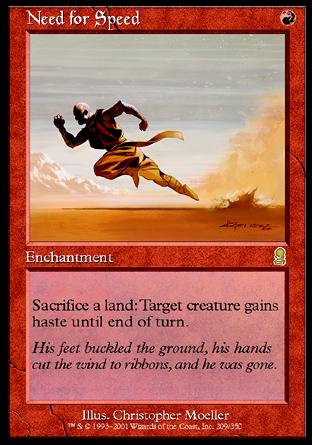 Need for Speed
Enchantment
Sacrifice a land: Target creature gains
haste until end of turn.
His feet buckled the ground, his hands
cut the wind to ribbons, and he was gone.
Illus. Christopher Moeller
™ & © 1993–2001 Wizards of the Coast, Inc. 209/350